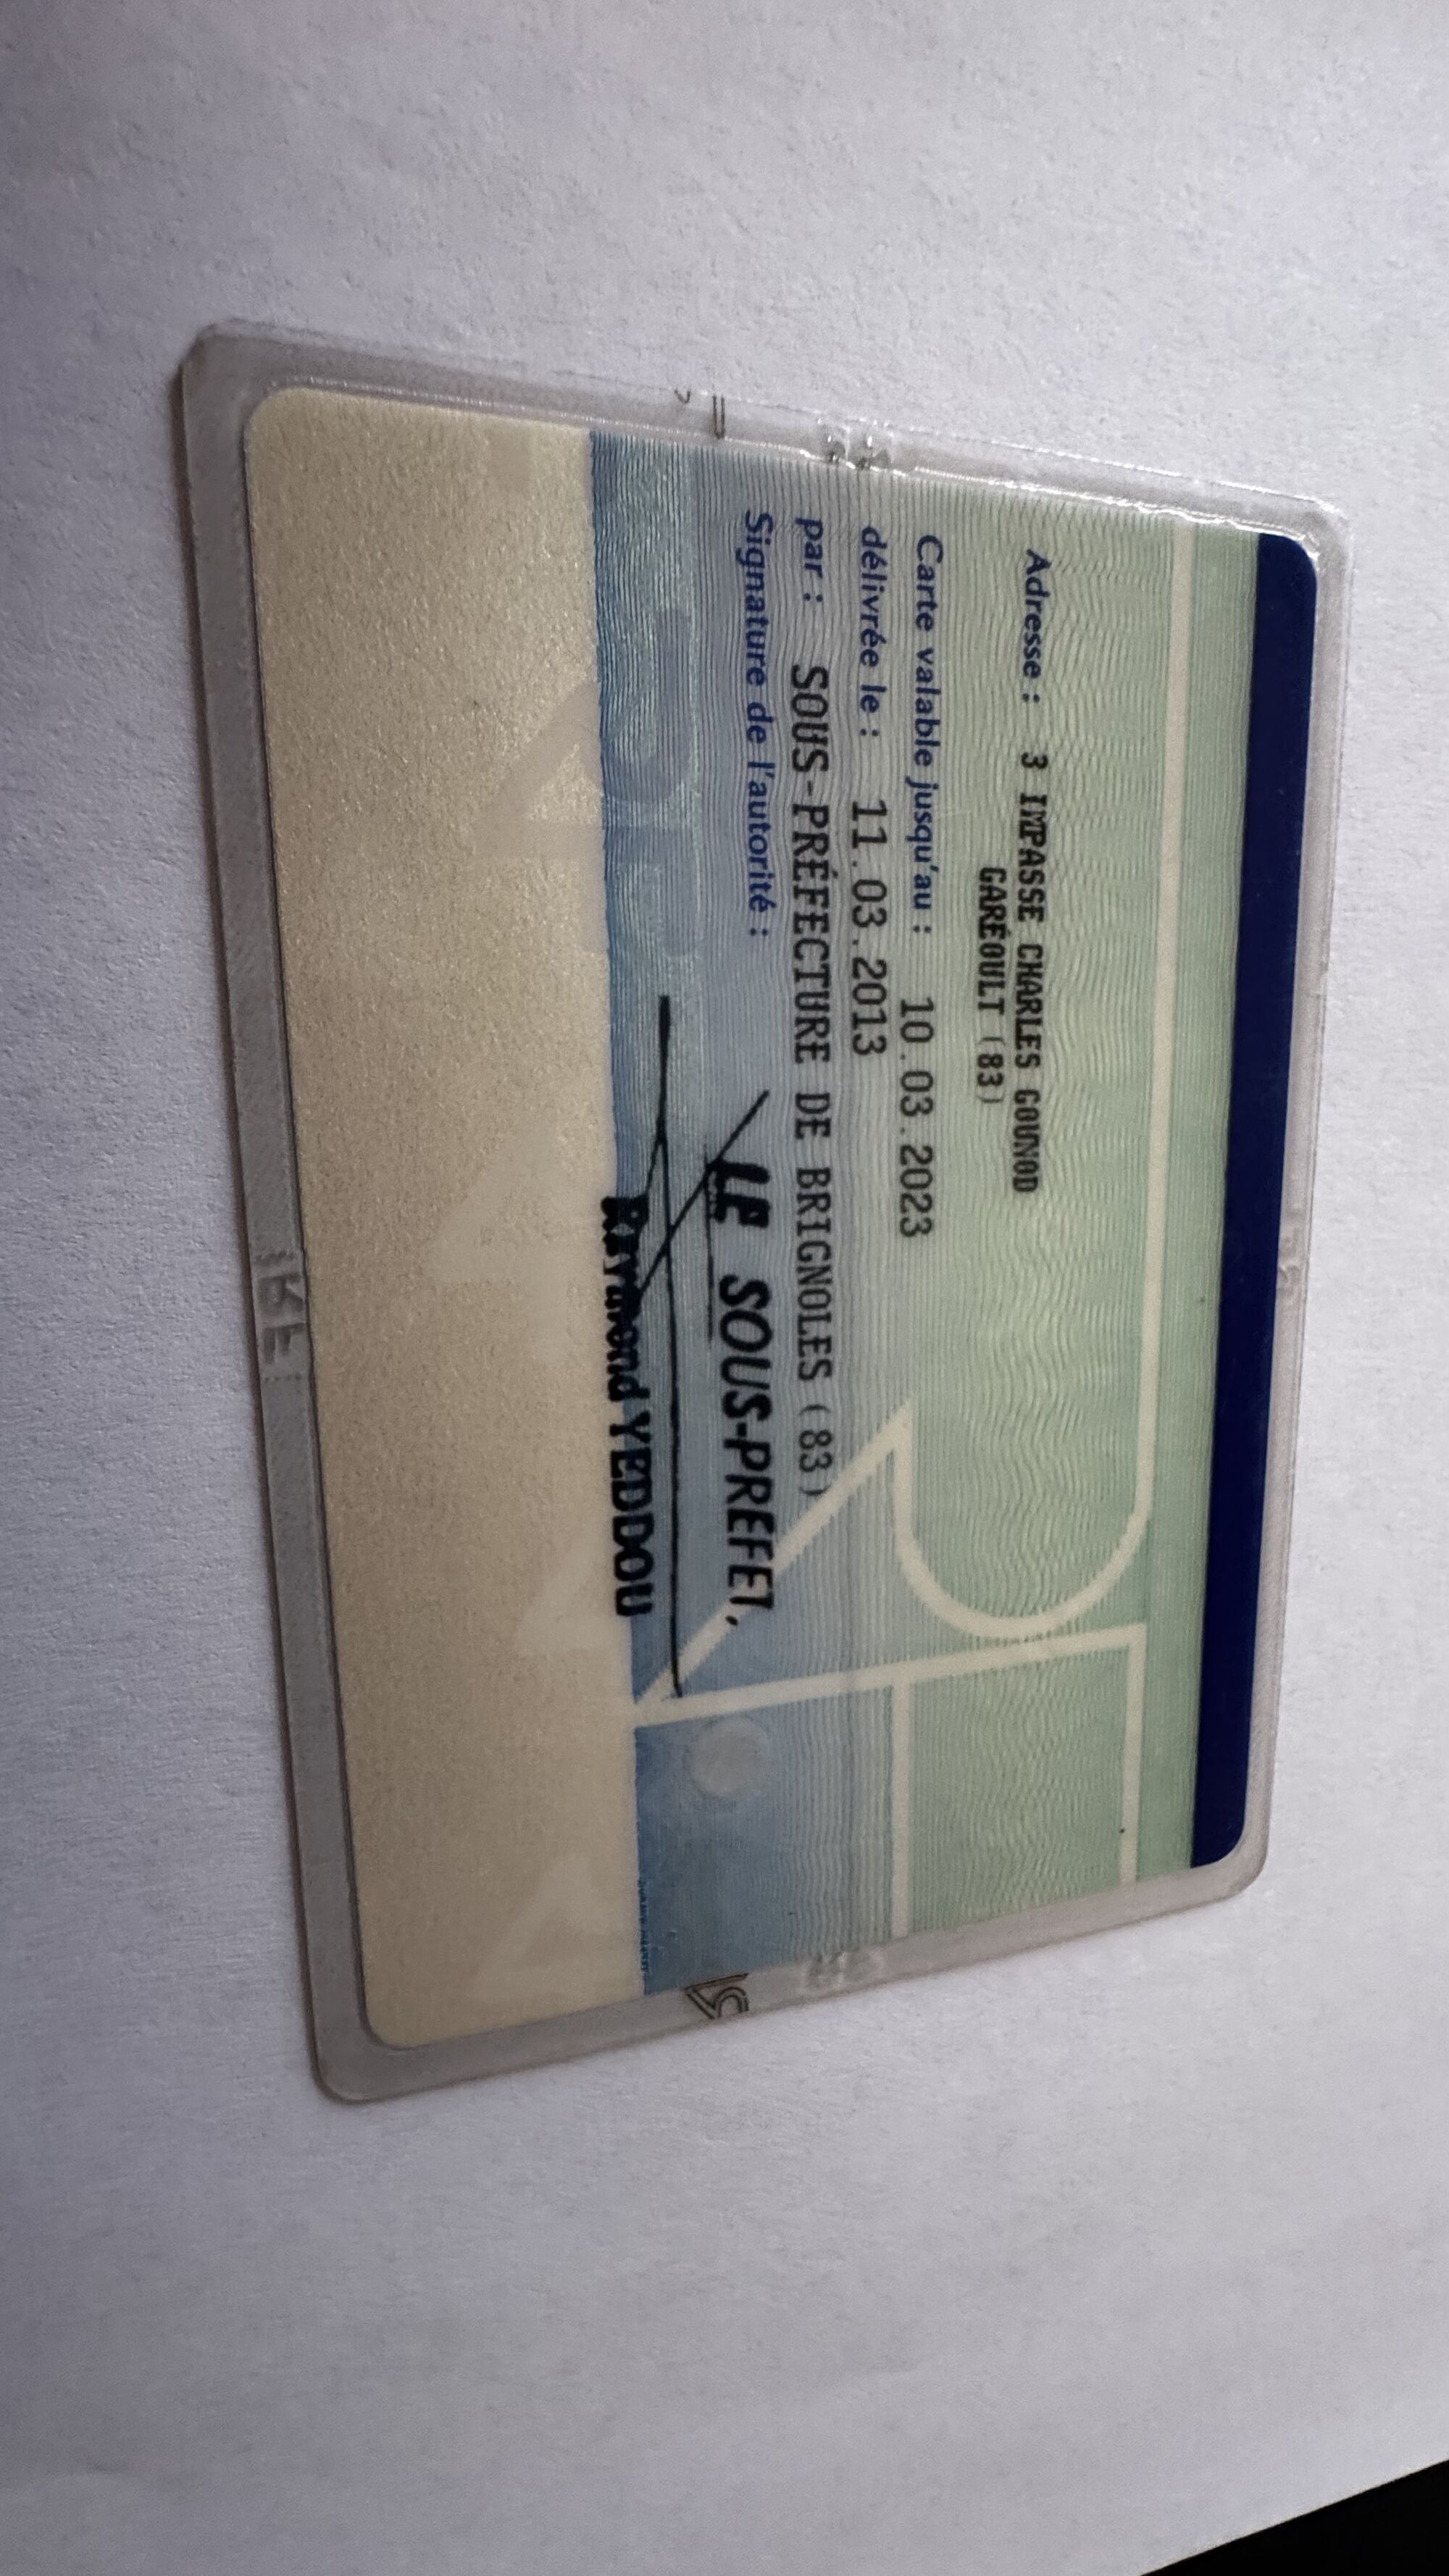 Adresse : 3 IMPASSE CHARLES GOUNOD
GARÉOULT (83)
Carte valable jusqu'au : 10.03.2023
délivrée le : 11.03.2013
par : SOUS-PRÉFECTURE DE BRIGNOLES (83)
Signature de l'autorité :
LE SOUS-PREFET,
Raymond YEDDOU